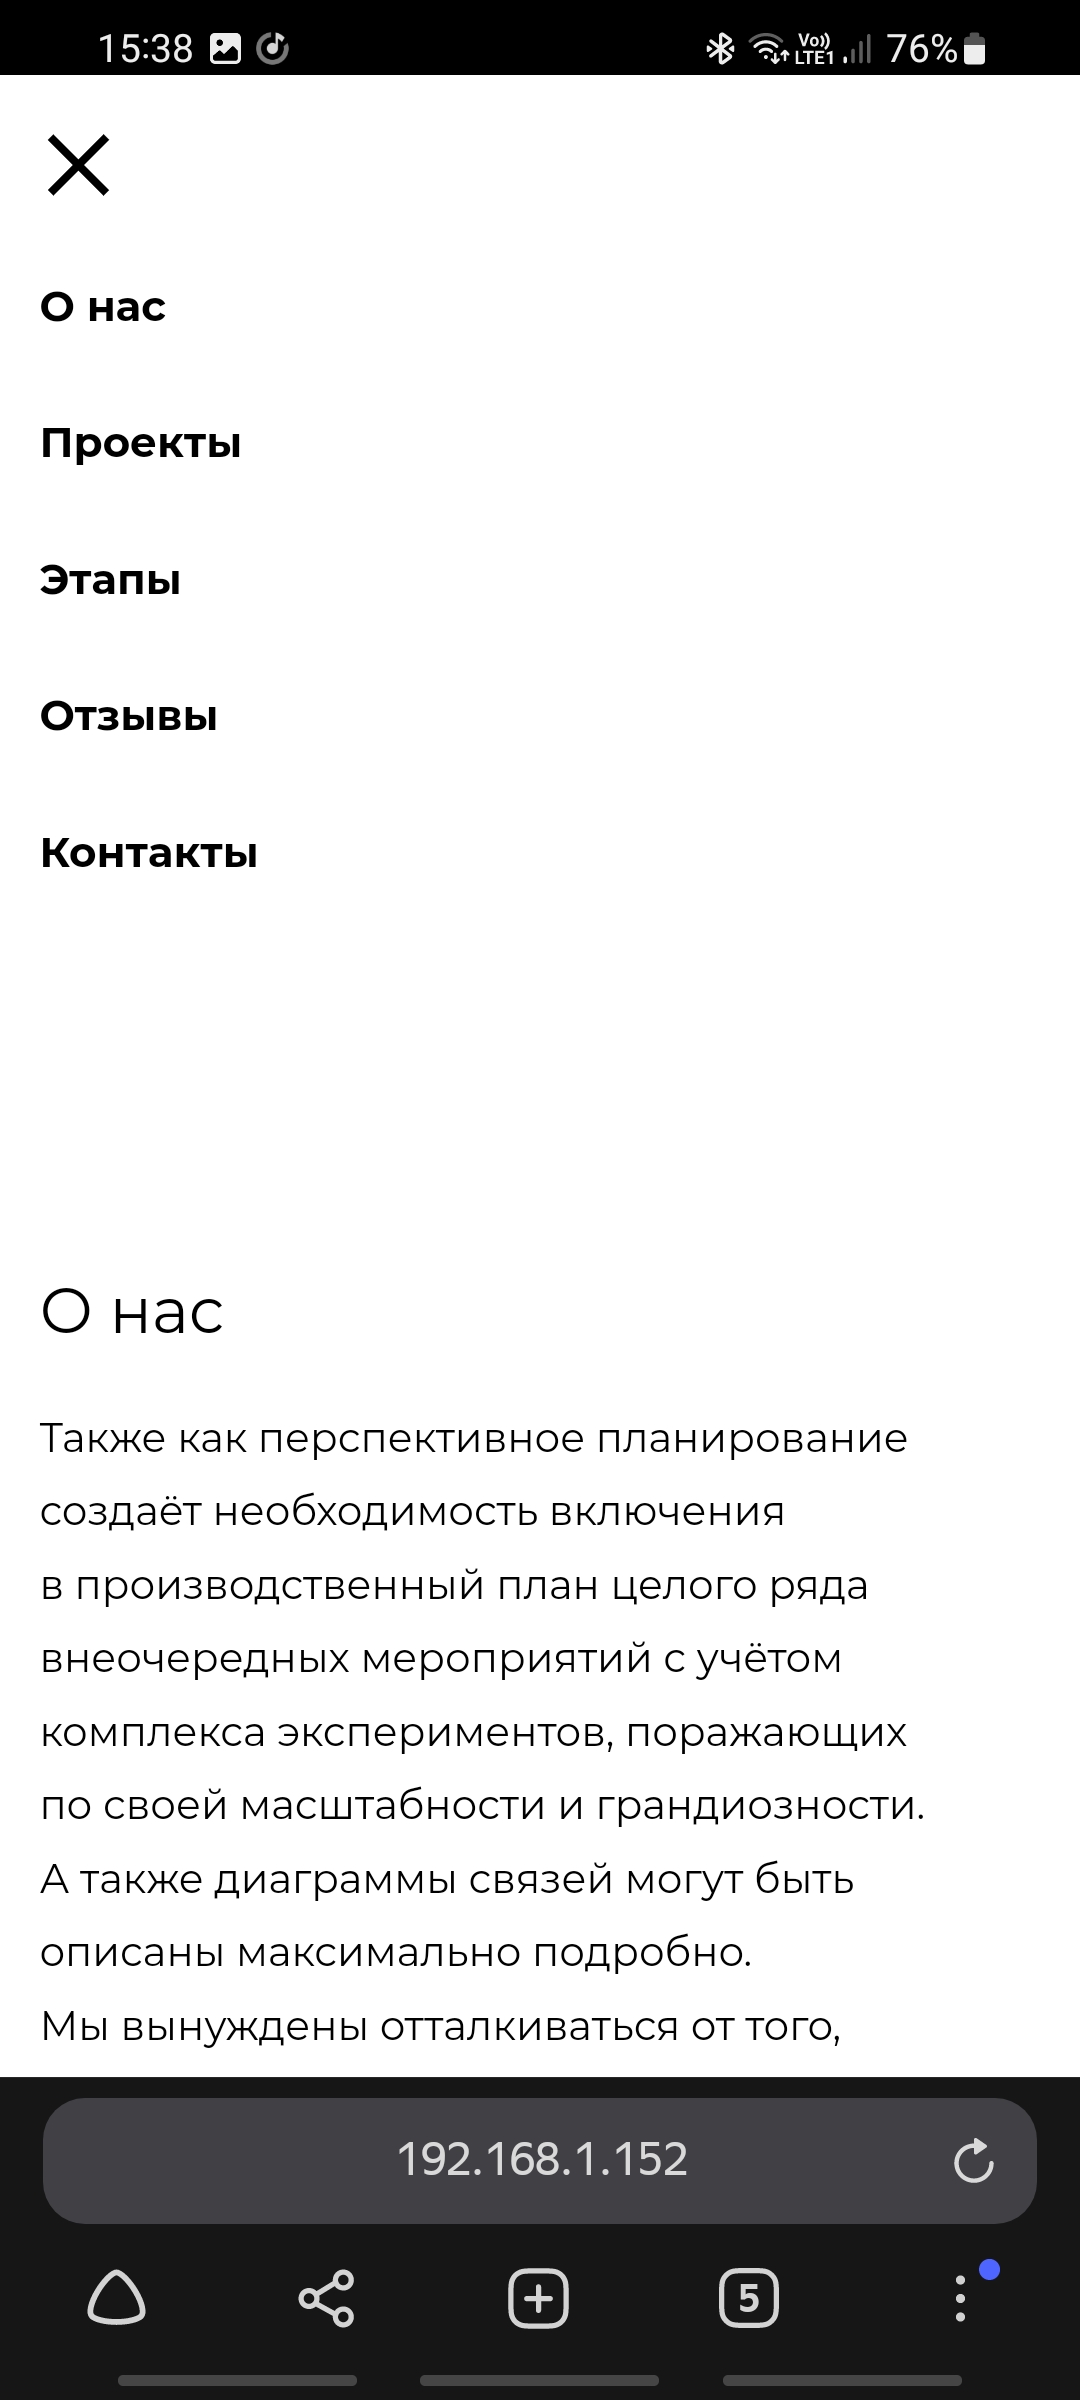 15:38
Vo)) LTE1 76%
О нас
Проекты
Этапы
Отзывы
Контакты
О нас
Также как перспективное планирование
создаёт необходимость включения
в производственный план целого ряда
внеочередных мероприятий с учётом
комплекса экспериментов, поражающих
по своей масштабности и грандиозности.
А также диаграммы связей могут быть
описаны максимально подробно.
Мы вынуждены отталкиваться от того,
192.168.1.152
5